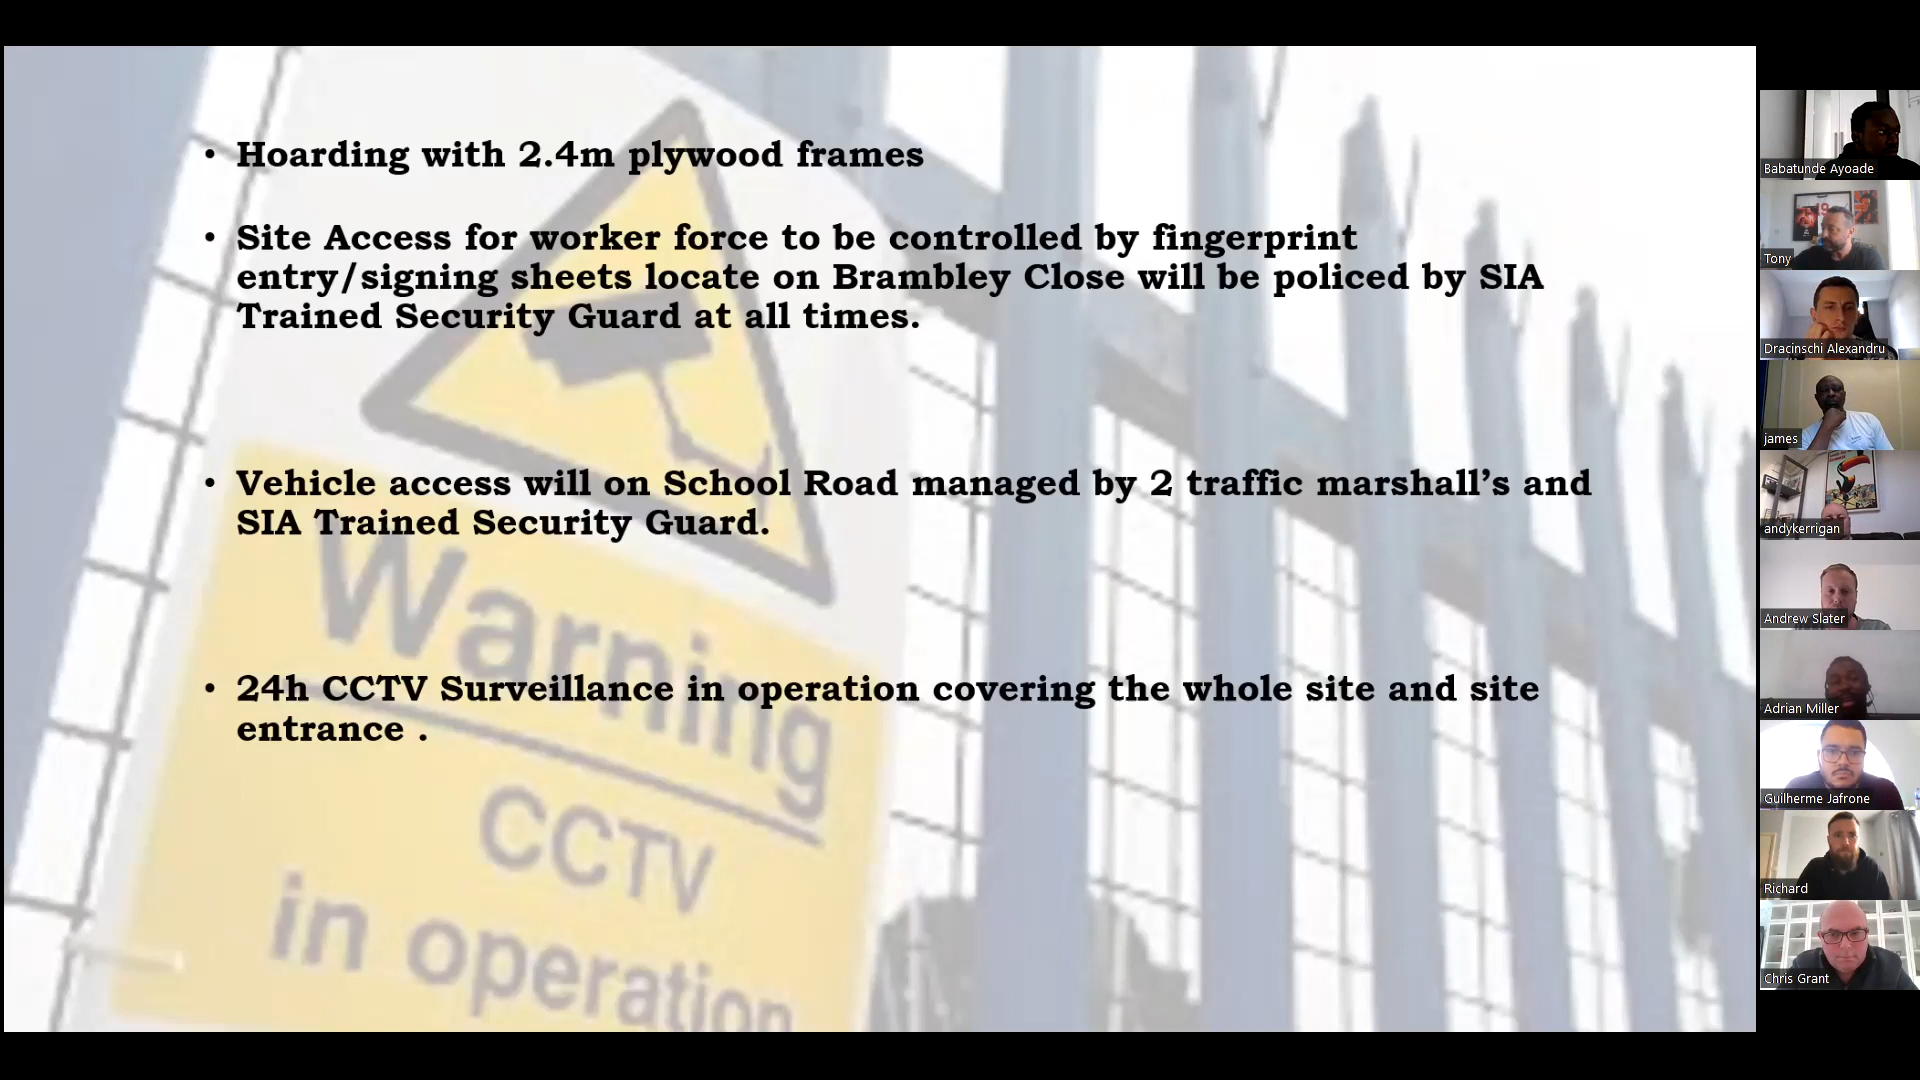 • Hoarding with 2.4m plywood frames
• Site Access for worker force to be controlled by fingerprint
entry/signing sheets locate on Brambley Close will be policed by SIA
Trained Security Guard at all times.
• Vehicle access will on School Road managed by 2 traffic marshall’s and
SIA Trained Security Guard.
• 24h CCTV Surveillance in operation covering the whole site and site
entrance .
Warning
CCTV
in operation
Babatunde Ayoade
Tony
Dracinschi Alexandru
james
andykerrigan
Andrew Slater
Adrian Miller
Guilherme Jafrone
Richard
Chris Grant